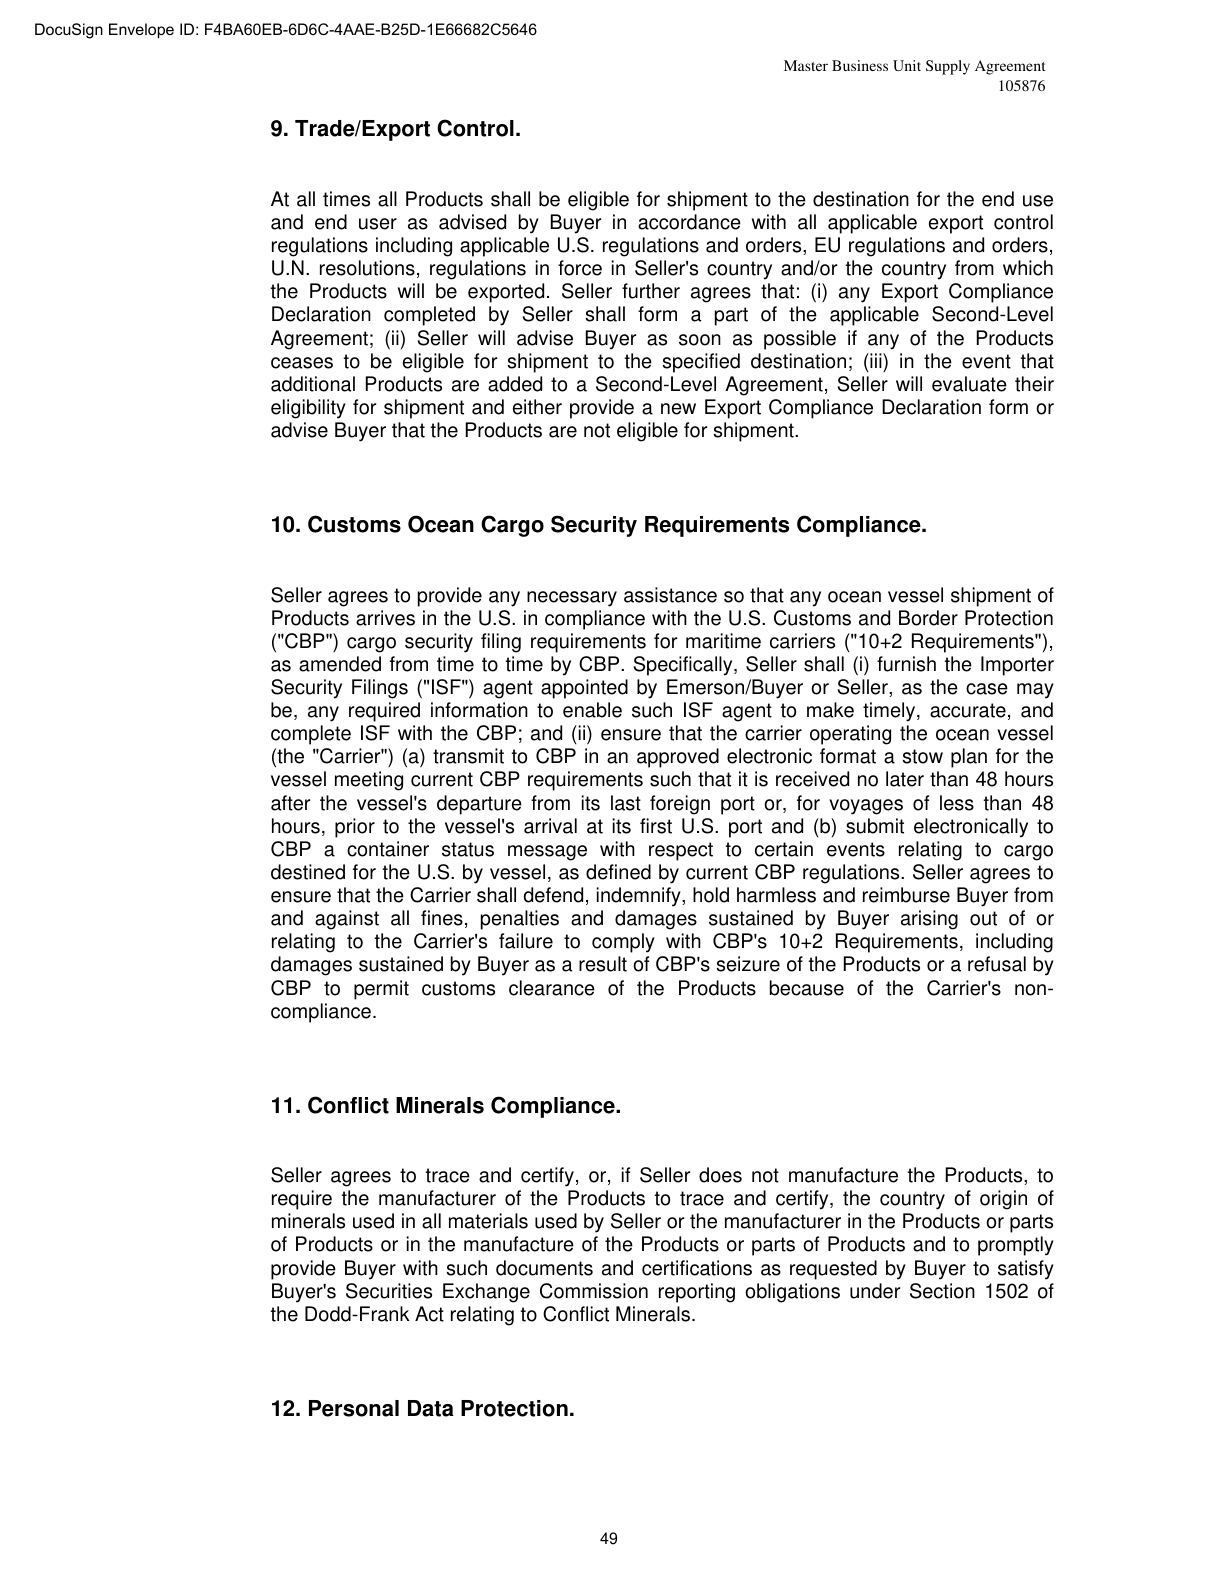 DocuSign Envelope ID: F4BA60EB-6D6C-4AAE-B25D-1E66682C5646
Master Business Unit Supply Agreement
105876
9. Trade/Export Control.
At all times all Products shall be eligible for shipment to the destination for the end use
and end user as advised by Buyer in accordance with all applicable export control
regulations including applicable U.S. regulations and orders, EU regulations and orders,
U.N. resolutions, regulations in force in Seller's country and/or the country from which
the Products will be exported. Seller further agrees that: (i) any Export Compliance
Declaration completed by Seller shall form a part of the applicable Second-Level
Agreement; (ii) Seller will advise Buyer as soon as possible if any of the Products
ceases to be eligible for shipment to the specified destination; (iii) in the event that
additional Products are added to a Second-Level Agreement, Seller will evaluate their
eligibility for shipment and either provide a new Export Compliance Declaration form or
advise Buyer that the Products are not eligible for shipment.
10. Customs Ocean Cargo Security Requirements Compliance.
Seller agrees to provide any necessary assistance so that any ocean vessel shipment of
Products arrives in the U.S. in compliance with the U.S. Customs and Border Protection
("CBP") cargo security filing requirements for maritime carriers ("10+2 Requirements"),
as amended from time to time by CBP. Specifically, Seller shall (i) furnish the Importer
Security Filings ("ISF") agent appointed by Emerson/Buyer or Seller, as the case may
be, any required information to enable such ISF agent to make timely, accurate, and
complete ISF with the CBP; and (ii) ensure that the carrier operating the ocean vessel
(the "Carrier") (a) transmit to CBP in an approved electronic format a stow plan for the
vessel meeting current CBP requirements such that it is received no later than 48 hours
after the vessel's departure from its last foreign port or, for voyages of less than 48
hours, prior to the vessel's arrival at its first U.S. port and (b) submit electronically to
CBP a container status message with respect to certain events relating to cargo
destined for the U.S. by vessel, as defined by current CBP regulations. Seller agrees to
ensure that the Carrier shall defend, indemnify, hold harmless and reimburse Buyer from
and against all fines, penalties and damages sustained by Buyer arising out of or
relating to the Carrier's failure to comply with CBP's 10+2 Requirements, including
damages sustained by Buyer as a result of CBP's seizure of the Products or a refusal by
CBP to permit customs clearance of the Products because of the Carrier's non-
compliance.
11. Conflict Minerals Compliance.
Seller agrees to trace and certify, or, if Seller does not manufacture the Products, to
require the manufacturer of the Products to trace and certify, the country of origin of
minerals used in all materials used by Seller or the manufacturer in the Products or parts
of Products or in the manufacture of the Products or parts of Products and to promptly
provide Buyer with such documents and certifications as requested by Buyer to satisfy
Buyer's Securities Exchange Commission reporting obligations under Section 1502 of
the Dodd-Frank Act relating to Conflict Minerals.
12. Personal Data Protection.
49